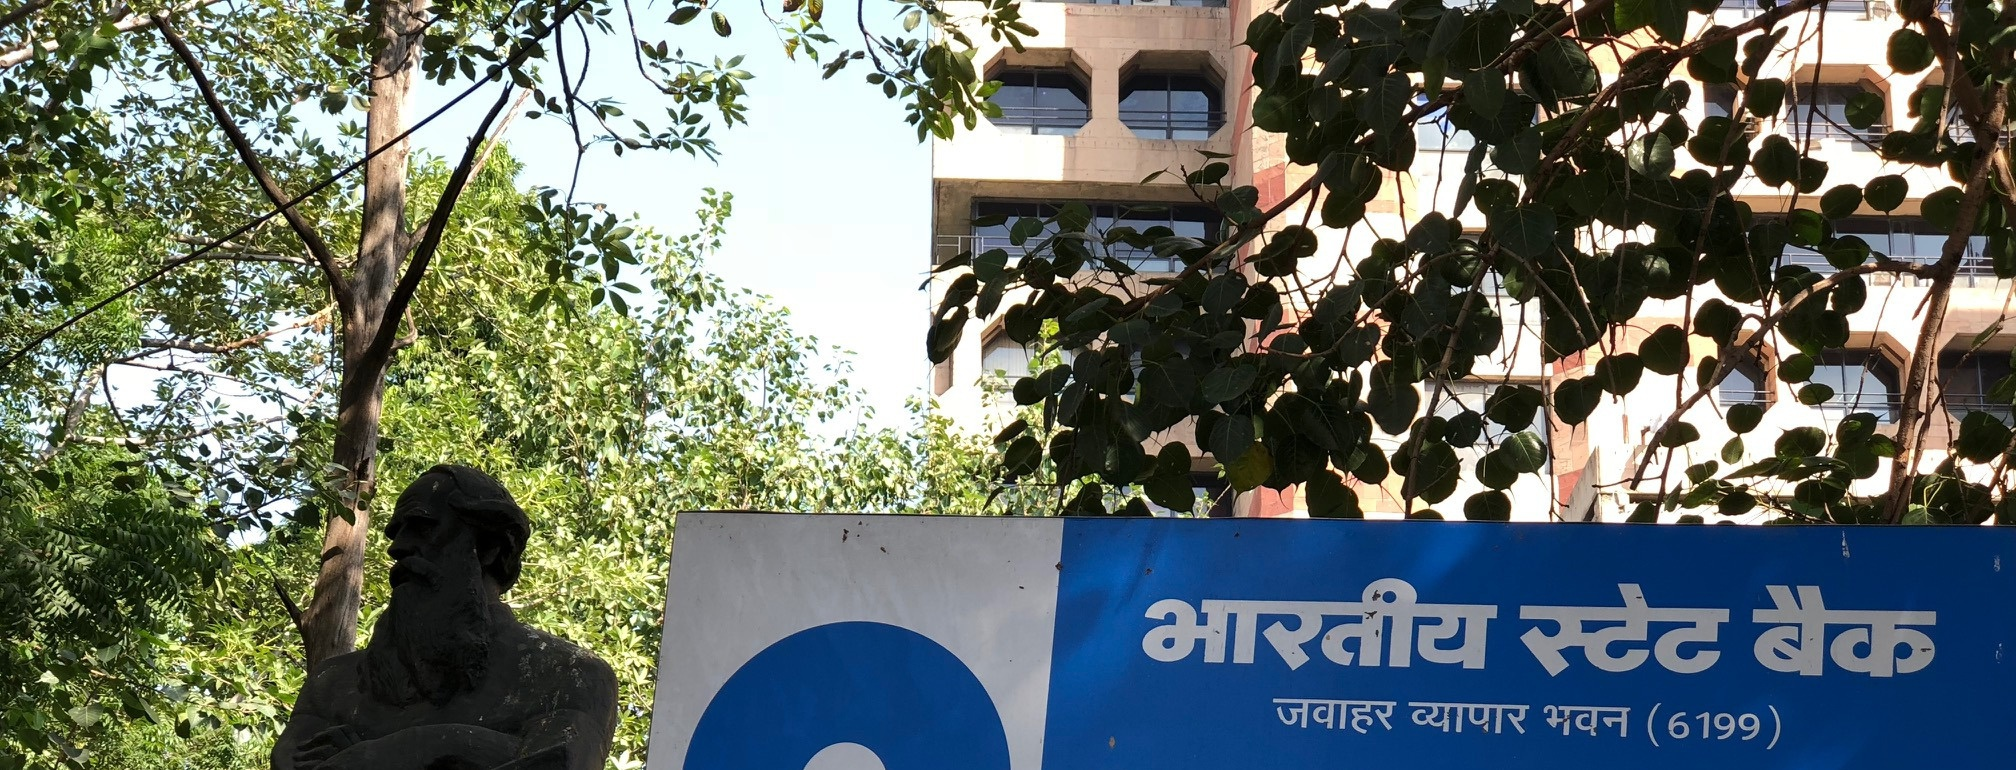 भारतीय स्टेट बैक
जवाहर व्यापार भवन (6199)